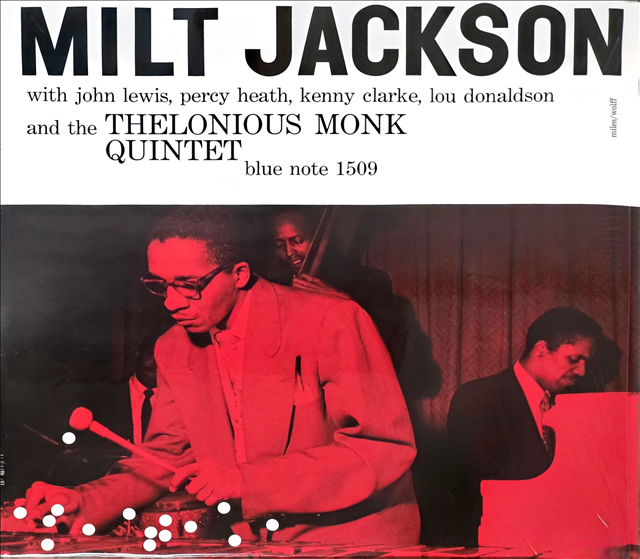 MILT JACKSON
with john lewis, percy heath, kenny clarke, lou donaldson
and the THELONIOUS MONK
QUINTET
blue note 1509
miles/wolff